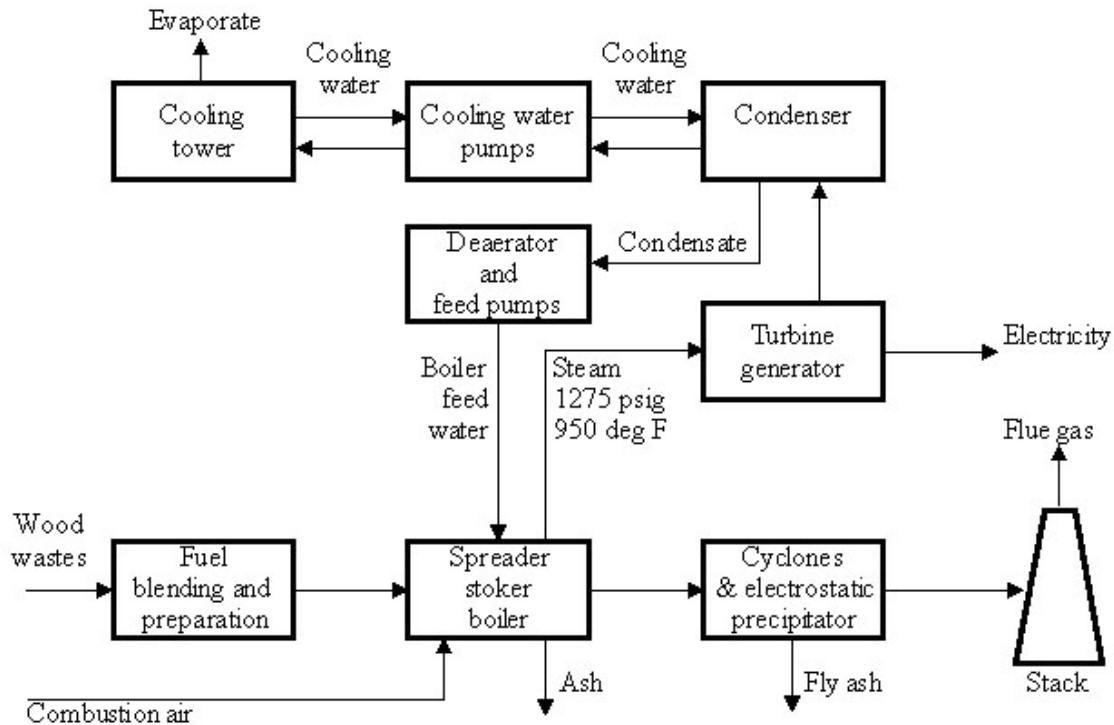 Evaporate
Cooling
water
Cooling
water
Cooling
tower
Cooling water
pumps
Condenser
Deaerator
and
feed pumps
Condensate
Turbine
generator
Electricity
Boiler
feed
water
Steam
1275 psig
950 deg F
Flue gas
Wood
wastes
Fuel
blending and
preparation
Spreader
stoker
boiler
Cyclones
& electrostatic
precipitator
Ash
Fly ash
Stack
Combustion air